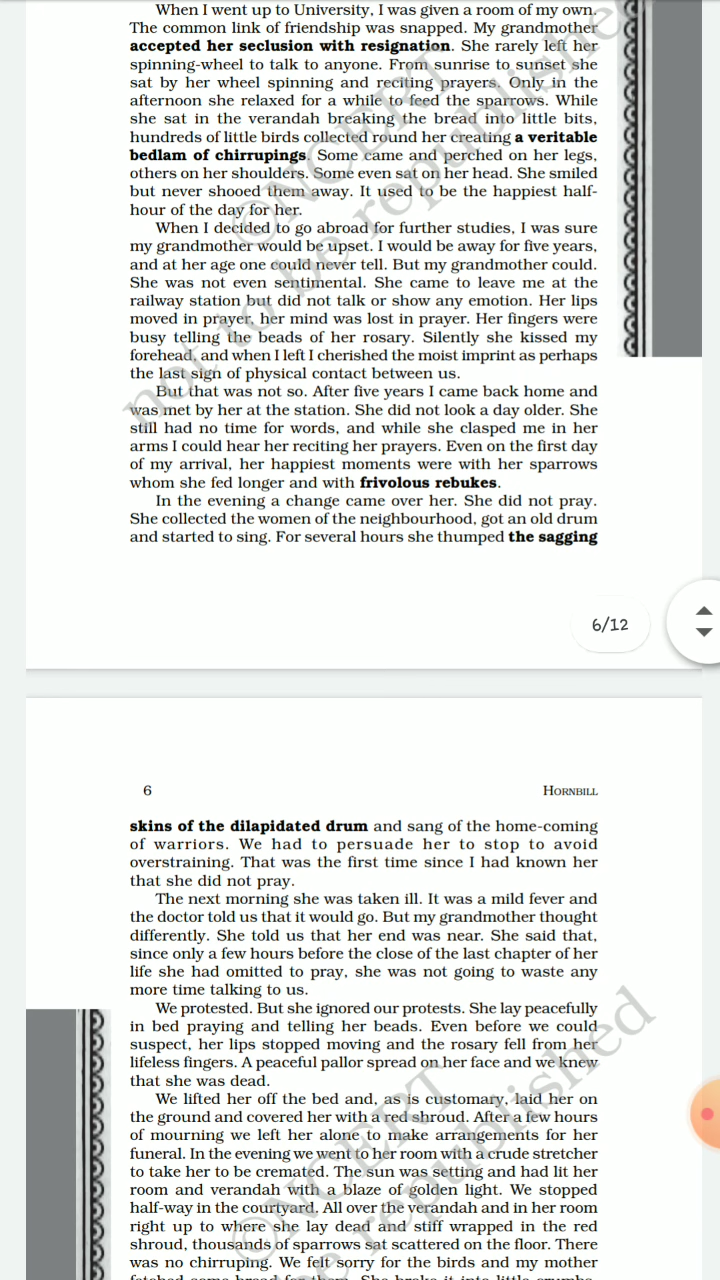 When I went up to University, I was given a room of my own.
The common link of friendship was snapped. My grandmother
accepted her seclusion with resignation. She rarely left her
spinning-wheel to talk to anyone. From sunrise to sunset she
sat by her wheel spinning and reciting prayers. Only in the
afternoon she relaxed for a while to feed the sparrows. While
she sat in the verandah breaking the bread into little bits,
hundreds of little birds collected round her creating a veritable
bedlam of chirrupings. Some came and perched on her legs,
others on her shoulders. Some even sat on her head. She smiled
but never shooed them away. It used to be the happiest half-
hour of the day for her.
When I decided to go abroad for further studies, I was sure
my grandmother would be upset. I would be away for five years,
and at her age one could never tell. But my grandmother could.
She was not even sentimental. She came to leave me at the
railway station but did not talk or show any emotion. Her lips
moved in prayer, her mind was lost in prayer. Her fingers were
busy telling the beads of her rosary. Silently she kissed my
forehead, and when I left I cherished the moist imprint as perhaps
the last sign of physical contact between us.
But that was not so. After five years I came back home and
was met by her at the station. She did not look a day older. She
still had no time for words, and while she clasped me in her
arms I could hear her reciting her prayers. Even on the first day
of my arrival, her happiest moments were with her sparrows
whom she fed longer and with frivolous rebukes.
In the evening a change came over her. She did not pray.
She collected the women of the neighbourhood, got an old drum
and started to sing. For several hours she thumped the sagging
©NCERT
not to be republished
6/12
6 HORNBILL
skins of the dilapidated drum and sang of the home-coming
of warriors. We had to persuade her to stop to avoid
overstraining. That was the first time since I had known her
that she did not pray.
The next morning she was taken ill. It was a mild fever and
the doctor told us that it would go. But my grandmother thought
differently. She told us that her end was near. She said that,
since only a few hours before the close of the last chapter of her
life she had omitted to pray, she was not going to waste any
more time talking to us.
We protested. But she ignored our protests. She lay peacefully
in bed praying and telling her beads. Even before we could
suspect, her lips stopped moving and the rosary fell from her
lifeless fingers. A peaceful pallor spread on her face and we knew
that she was dead.
We lifted her off the bed and, as is customary, laid her on
the ground and covered her with a red shroud. After a few hours
of mourning we left her alone to make arrangements for her
funeral. In the evening we went to her room with a crude stretcher
to take her to be cremated. The sun was setting and had lit her
room and verandah with a blaze of golden light. We stopped
half-way in the courtyard. All over the verandah and in her room
right up to where she lay dead and stiff wrapped in the red
shroud, thousands of sparrows sat scattered on the floor. There
was no chirruping. We felt sorry for the birds and my mother
fetched some bread for them. She broke it into little crumbs,
©NCERT
be republished